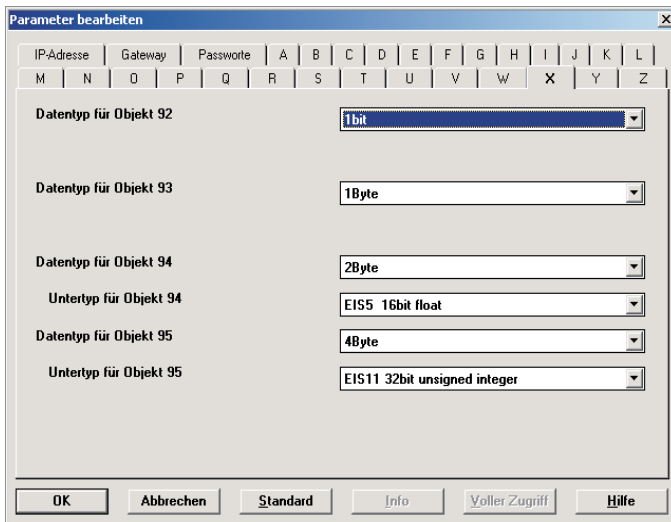 Parameter bearbeiten
IP-Adresse Gateway Passworte A B C D E F G H I J K L
M N O P Q R S T U V W X Y Z
Datentyp für Objekt 92 1bit
Datentyp für Objekt 93 1Byte
Datentyp für Objekt 94 2Byte
Untertyp für Objekt 94 EIS5 16bit float
Datentyp für Objekt 95 4Byte
Untertyp für Objekt 95 EIS11 32bit unsigned integer
OK Abbrechen Standard Info Voller Zugriff Hilfe